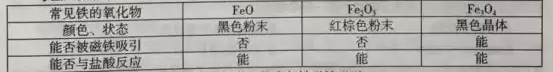 常见铁的氧化物 FeO Fe₂O₃ Fe₃O₄
颜色、状态 黑色粉末 红棕色粉末 黑色晶体
能否被磁铁吸引 否 否 能
能否与盐酸反应 能 能 能